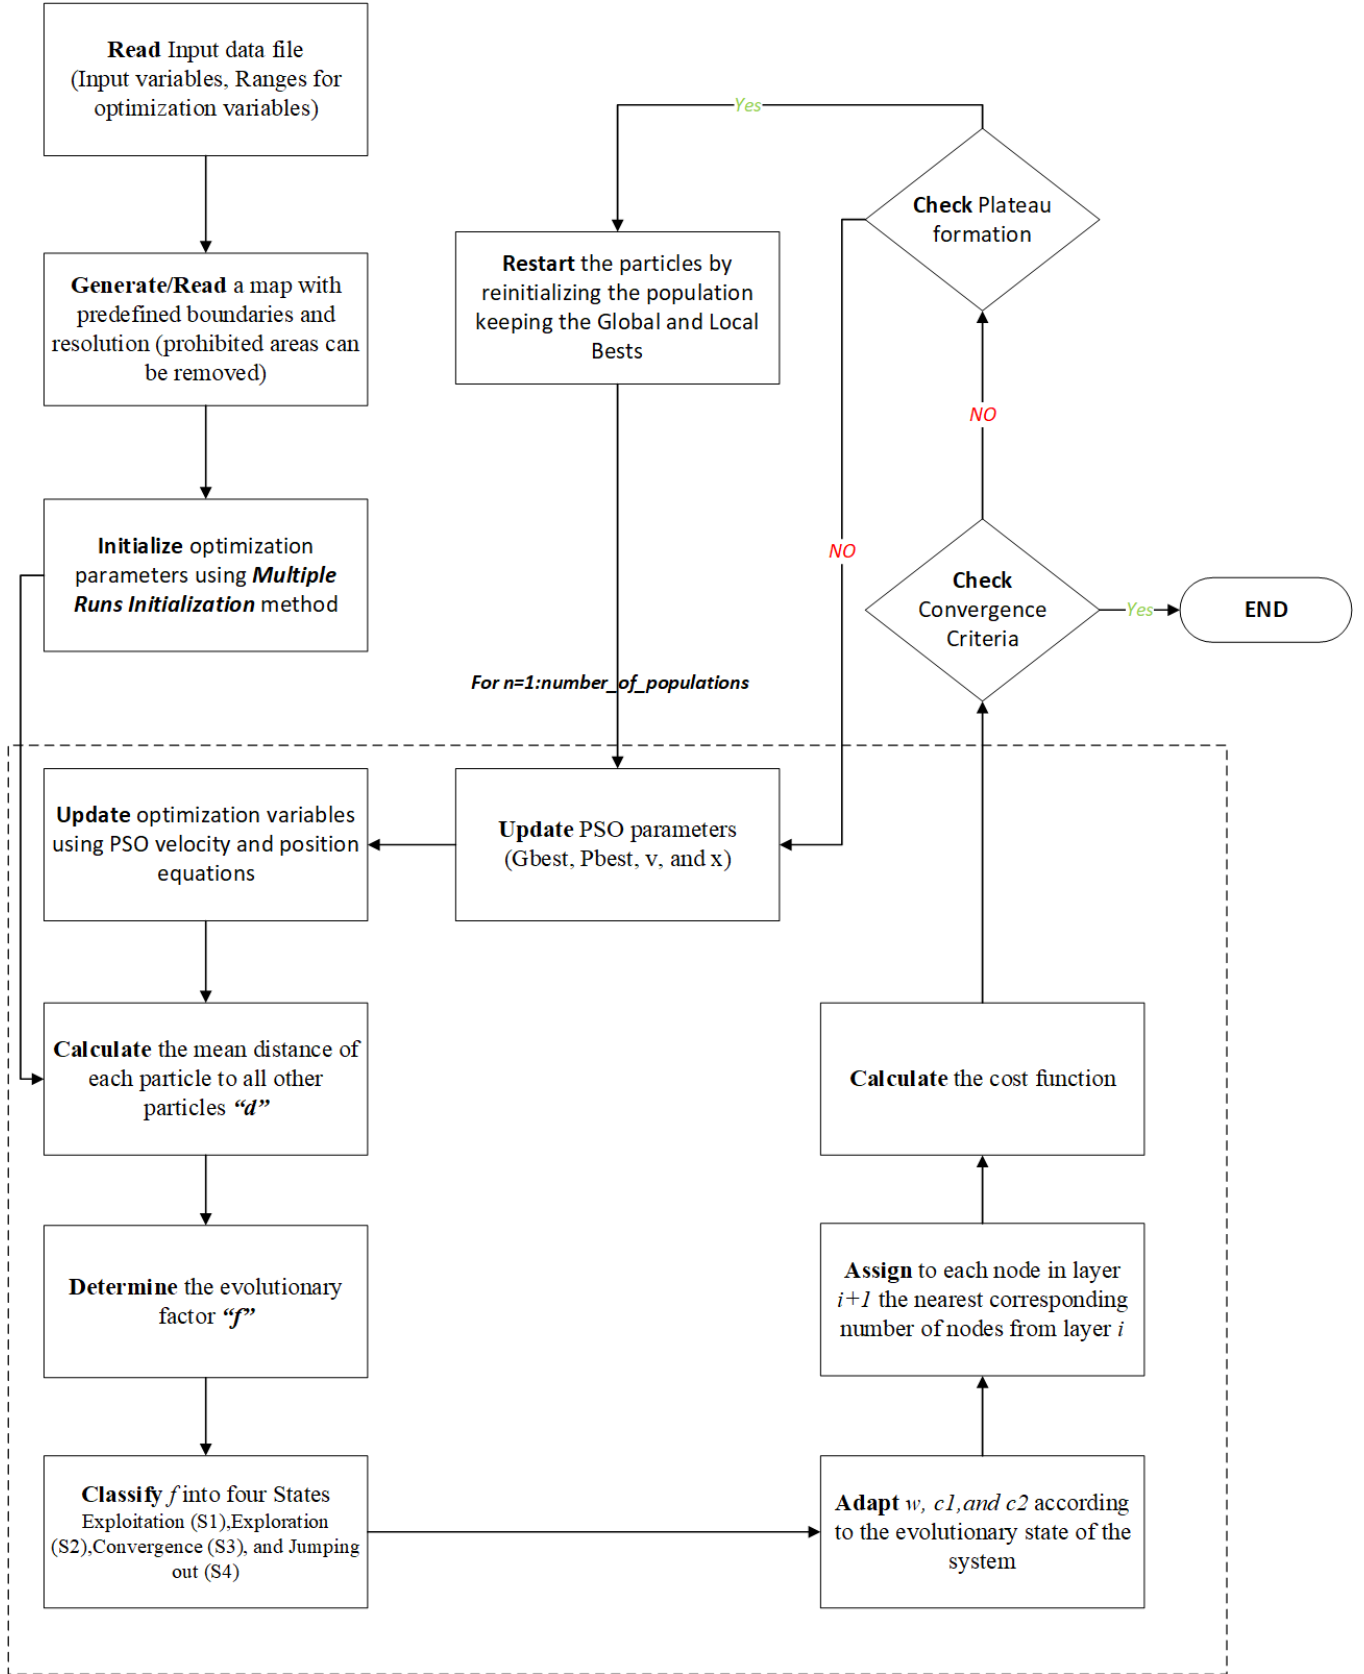 Read Input data file
(Input variables, Ranges for
optimization variables)
Generate/Read a map with
predefined boundaries and
resolution (prohibited areas can
be removed)
Initialize optimization
parameters using Multiple
Runs Initialization method
Yes
Check Plateau
formation
Restart the particles by
reinitializing the population
keeping the Global and Local
Bests
NO
NO
Check
Convergence
Criteria
Yes
END
For n=1:number_of_populations
Update optimization variables
using PSO velocity and position
equations
Update PSO parameters
(Gbest, Pbest, v, and x)
Calculate the mean distance of
each particle to all other
particles “d”
Determine the evolutionary
factor “f”
Classify f into four States
Exploitation (S1),Exploration
(S2),Convergence (S3), and Jumping
out (S4)
Calculate the cost function
Assign to each node in layer
i+1 the nearest corresponding
number of nodes from layer i
Adapt w, c1,and c2 according
to the evolutionary state of the
system